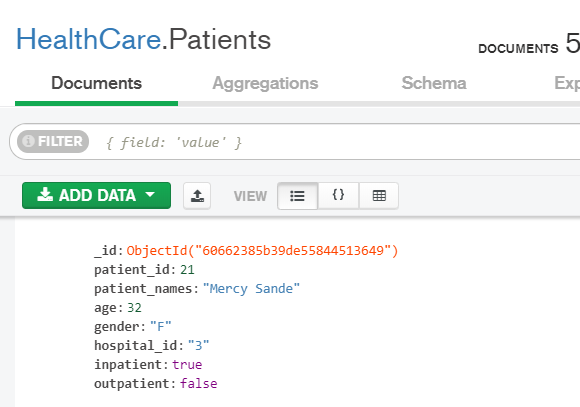 HealthCare.Patients
DOCUMENTS 5
Documents Aggregations Schema Exp
FILTER { field: 'value' }
ADD DATA VIEW { }
_id: ObjectId("60662385b39de55844513649")
patient_id: 21
patient_names: "Mercy Sande"
age: 32
gender: "F"
hospital_id: "3"
inpatient: true
outpatient: false